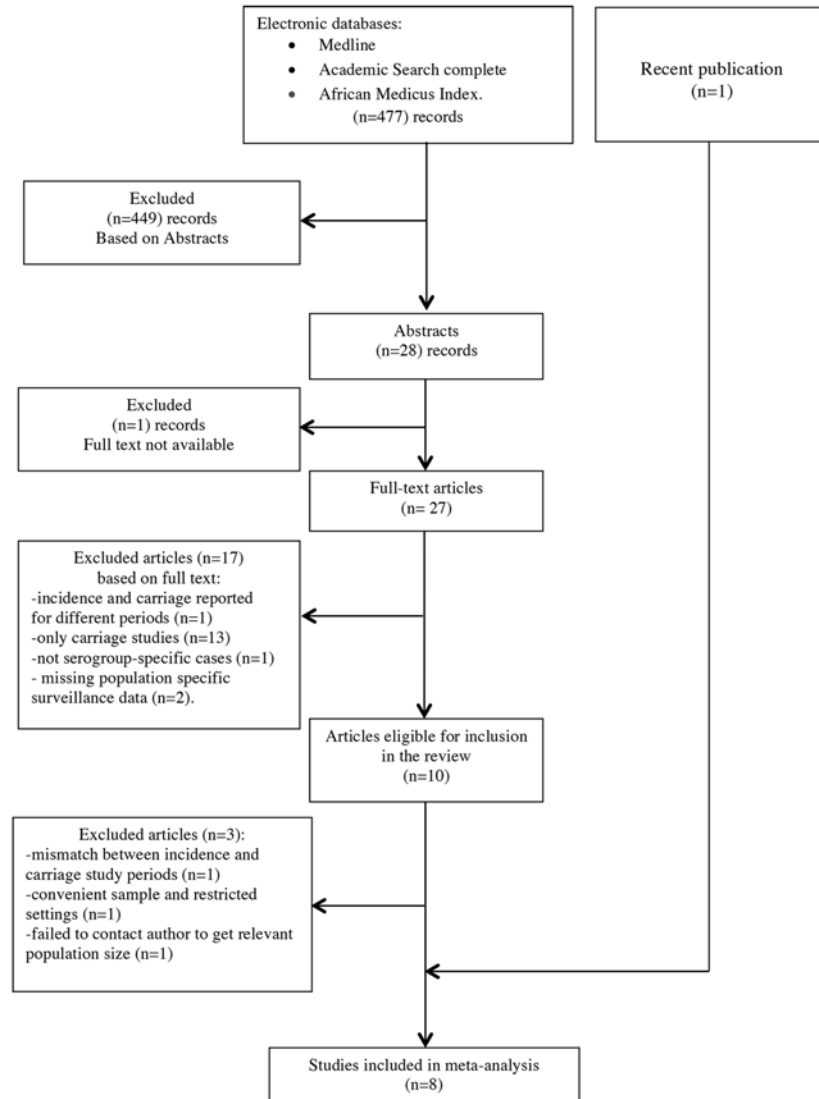 Electronic databases:
• Medline
• Academic Search complete
• African Medicus Index.
(n=477) records
Recent publication
(n=1)
Excluded
(n=449) records
Based on Abstracts
Abstracts
(n=28) records
Excluded
(n=1) records
Full text not available
Full-text articles
(n= 27)
Excluded articles (n=17)
based on full text:
-incidence and carriage reported
for different periods (n=1)
-only carriage studies (n=13)
-not serogroup-specific cases (n=1)
- missing population specific
surveillance data (n=2).
Articles eligible for inclusion
in the review
(n=10)
Excluded articles (n=3):
-mismatch between incidence and
carriage study periods (n=1)
-convenient sample and restricted
settings (n=1)
-failed to contact author to get relevant
population size (n=1)
Studies included in meta-analysis
(n=8)